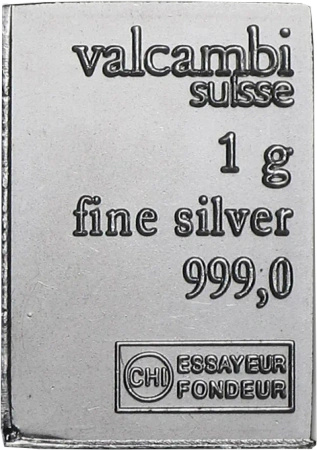 valcambi
suisse
1 g
fine silver
999,0
CHI ESSAYEUR
FONDEUR